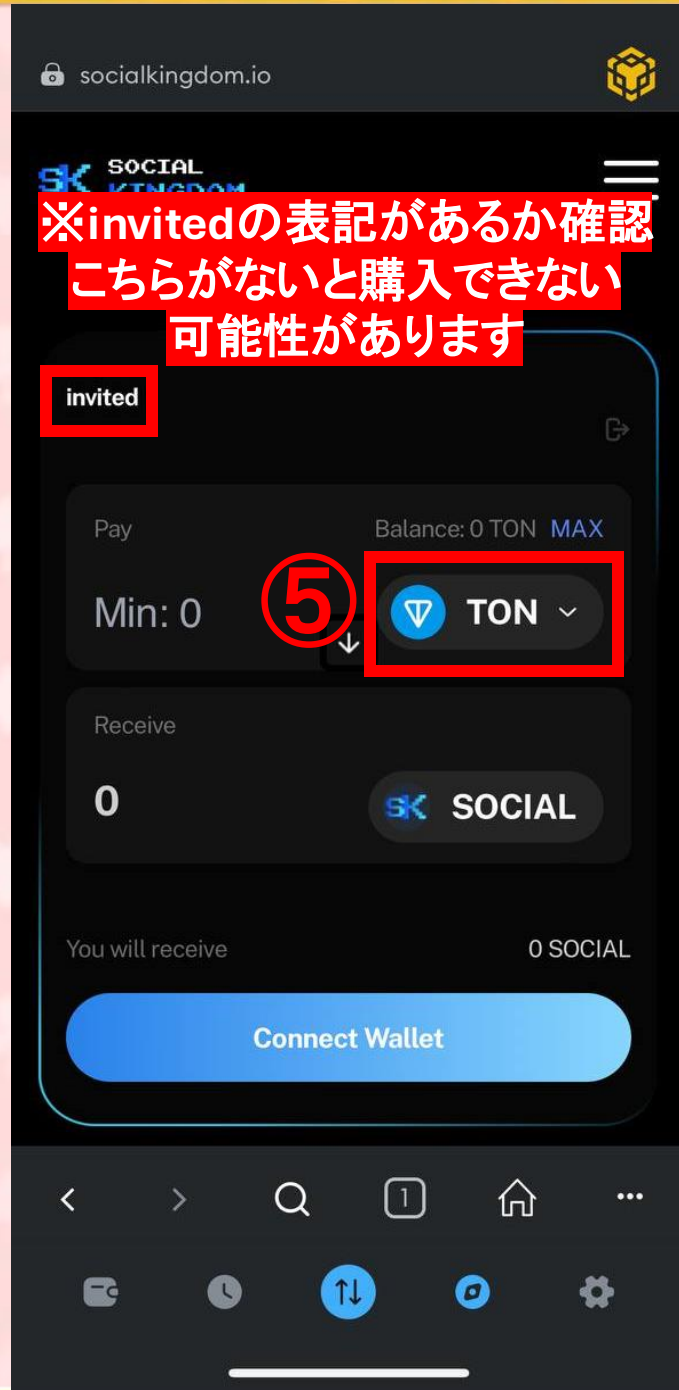 socialkingdom.io
SK SOCIAL
KINGDOM
※invitedの表記があるか確認
こちらがないと購入できない
可能性があります
invited
Pay
Balance: 0 TON MAX
Min: 0
⑤
TON
Receive
0
SK SOCIAL
You will receive
0 SOCIAL
Connect Wallet
1